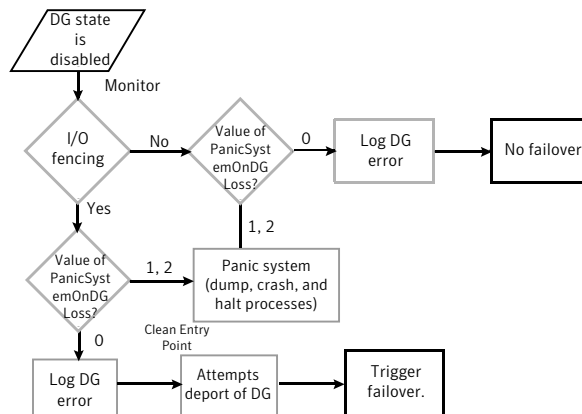 DG state
is
disabled
Monitor
I/O
fencing
No
Value of
PanicSyst
emOnDG
Loss?
0
Log DG
error
No failover
Yes
1, 2
Value of
PanicSyst
emOnDG
Loss?
1, 2
Panic system
(dump, crash, and
halt processes)
0
Clean Entry
Point
Log DG
error
Attempts
deport of DG
Trigger
failover.